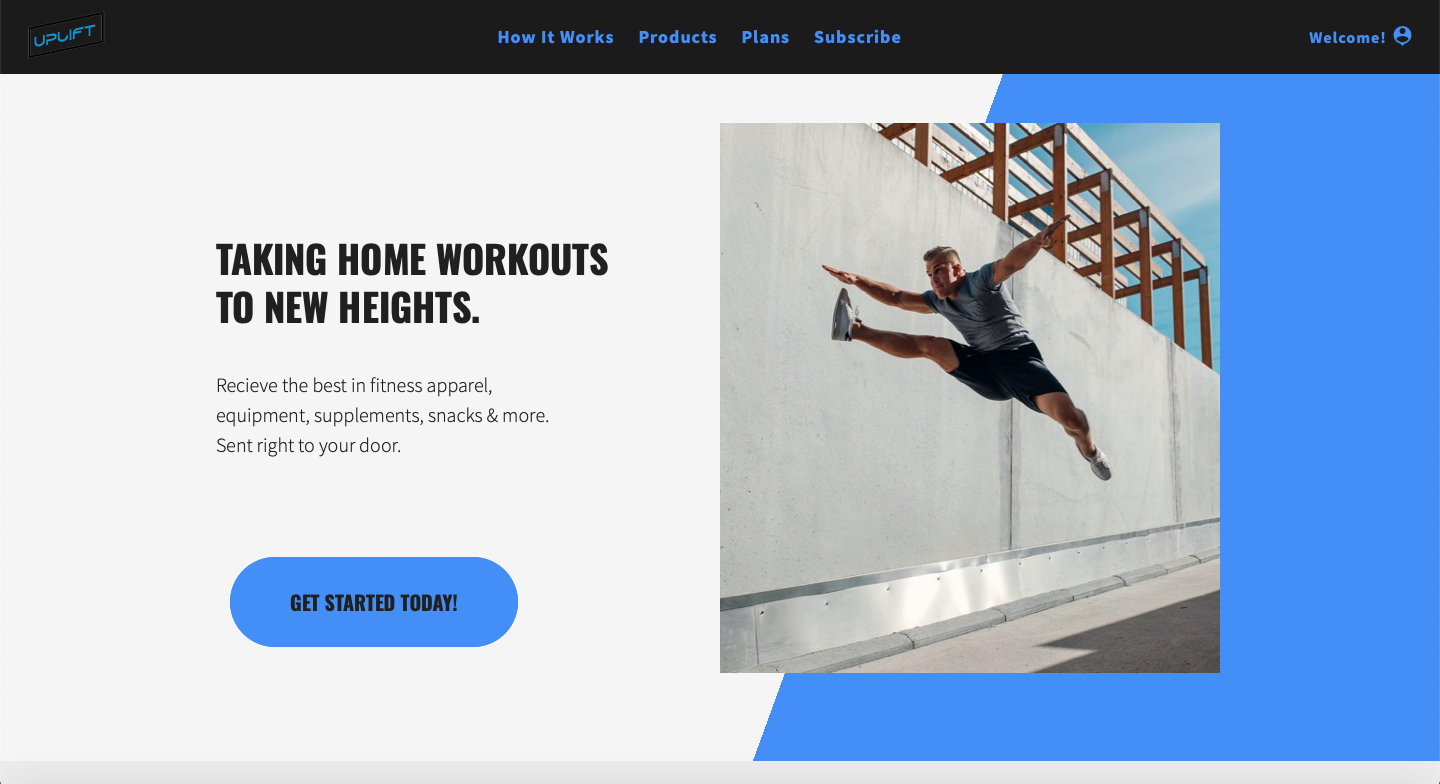 UPLIFT
How It Works Products Plans Subscribe
Welcome!
TAKING HOME WORKOUTS
TO NEW HEIGHTS.
Recieve the best in fitness apparel,
equipment, supplements, snacks & more.
Sent right to your door.
GET STARTED TODAY!